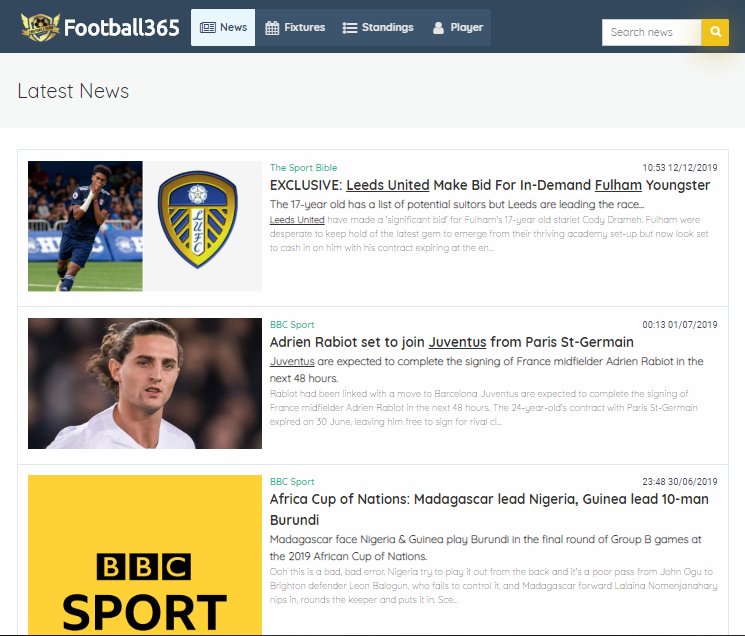 Football365
News
Fixtures
Standings
Player
Search news
Latest News
LUFC
The Sport Bible
10:53 12/12/2019
EXCLUSIVE: Leeds United Make Bid For In-Demand Fulham Youngster
The 17-year old has a list of potential suitors but Leeds are leading the race...
Leeds United have made a 'significant bid' for Fulham's 17-year old starlet Cody Drameh. Fulham were
desperate to keep hold of the latest gem to emerge from their thriving academy set-up but now look set
to cash in on him with his contract expiring at the en...
BBC Sport
00:13 01/07/2019
Adrien Rabiot set to join Juventus from Paris St-Germain
Juventus are expected to complete the signing of France midfielder Adrien Rabiot in the
next 48 hours.
Rabiot had been linked with a move to Barcelona Juventus are expected to complete the signing of
France midfielder Adrien Rabiot in the next 48 hours. The 24-year-old's contract with Paris St-Germain
expired on 30 June, leaving him free to sign for rival cl...
BBC
SPORT
BBC Sport
23:48 30/06/2019
Africa Cup of Nations: Madagascar lead Nigeria, Guinea lead 10-man
Burundi
Madagascar face Nigeria & Guinea play Burundi in the final round of Group B games at
the 2019 African Cup of Nations.
Ooh this is a bad, bad error. Nigeria try to play it out from the back and it's a poor pass from John Ogu to
Brighton defender Leon Balogun, who fails to control it, and Madagascar forward Lalaina Nomenjanahary
nips in, rounds the keeper and puts it in. Sce...